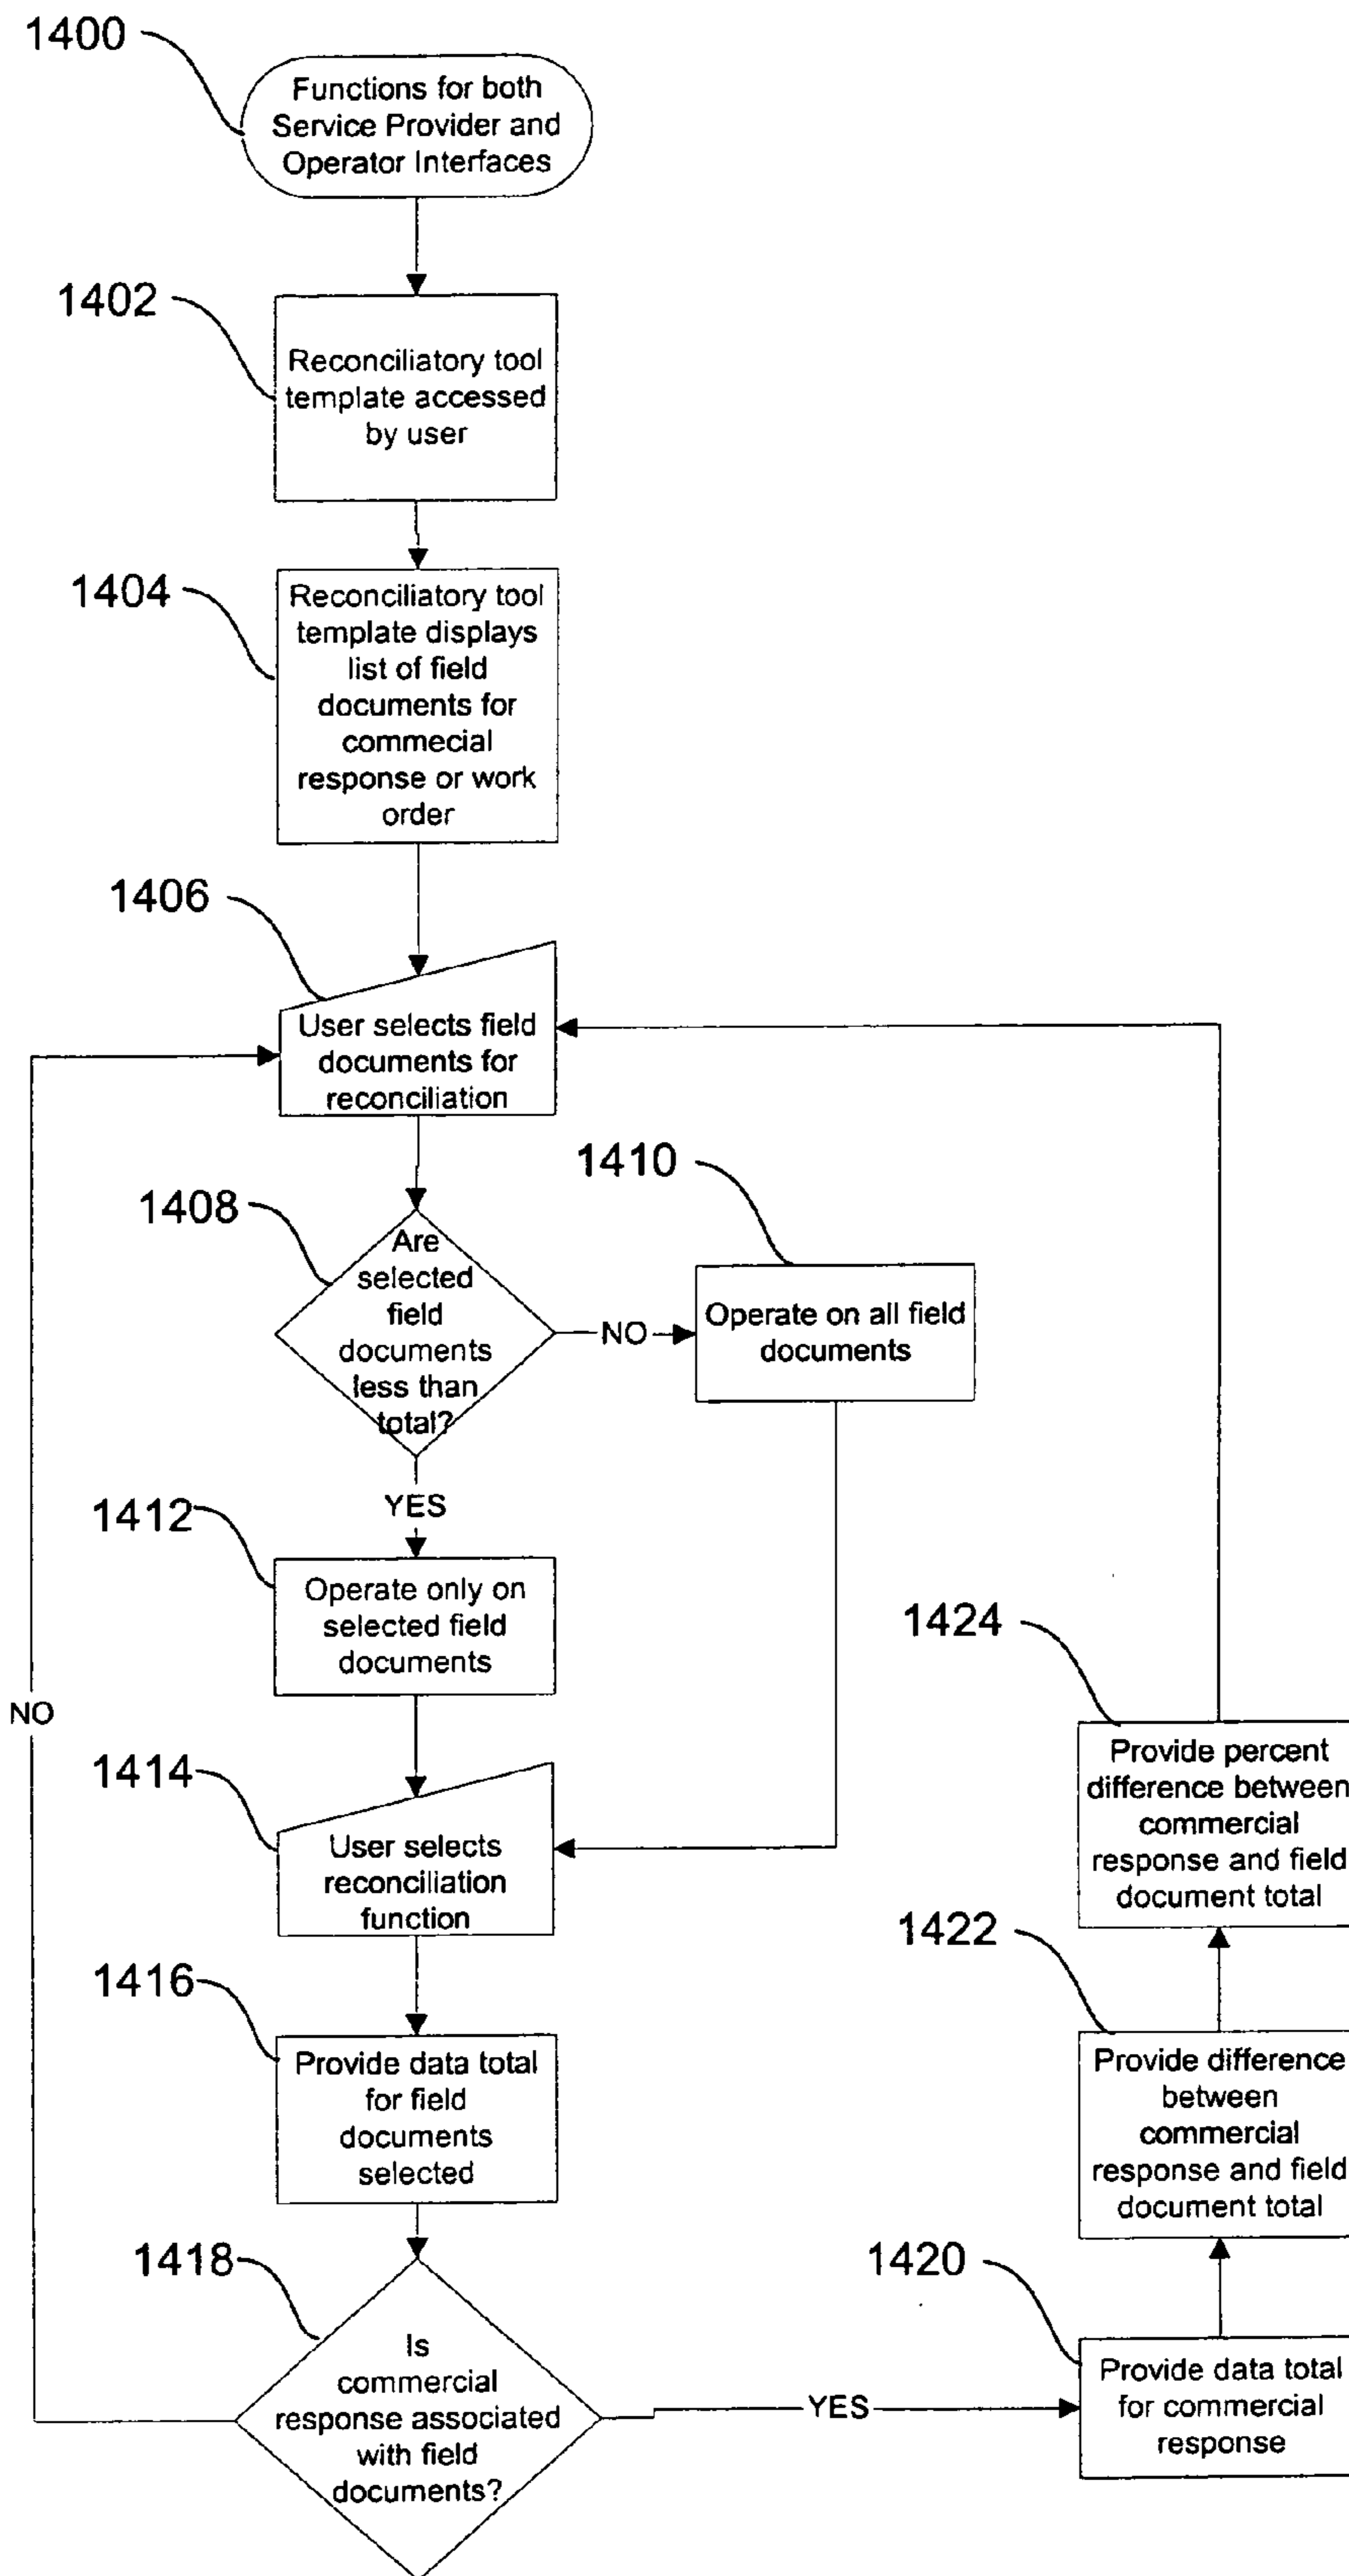 1400
Functions for both
Service Provider and
Operator Interfaces
1402
Reconciliatory tool
template accessed
by user
1404
Reconciliatory tool
template displays
list of field
documents for
commecial
response or work
order
1406
User selects field
documents for
reconciliation
1408
Are
selected
field
documents
less than
total?
NO
1410
Operate on all field
documents
YES
1412
Operate only on
selected field
documents
1414
User selects
reconciliation
function
1416
Provide data total
for field
documents
selected
1418
Is
commercial
response associated
with field
documents?
NO
YES
1420
Provide data total
for commercial
response
1422
Provide difference
between
commercial
response and field
document total
1424
Provide percent
difference between
commercial
response and field
document total